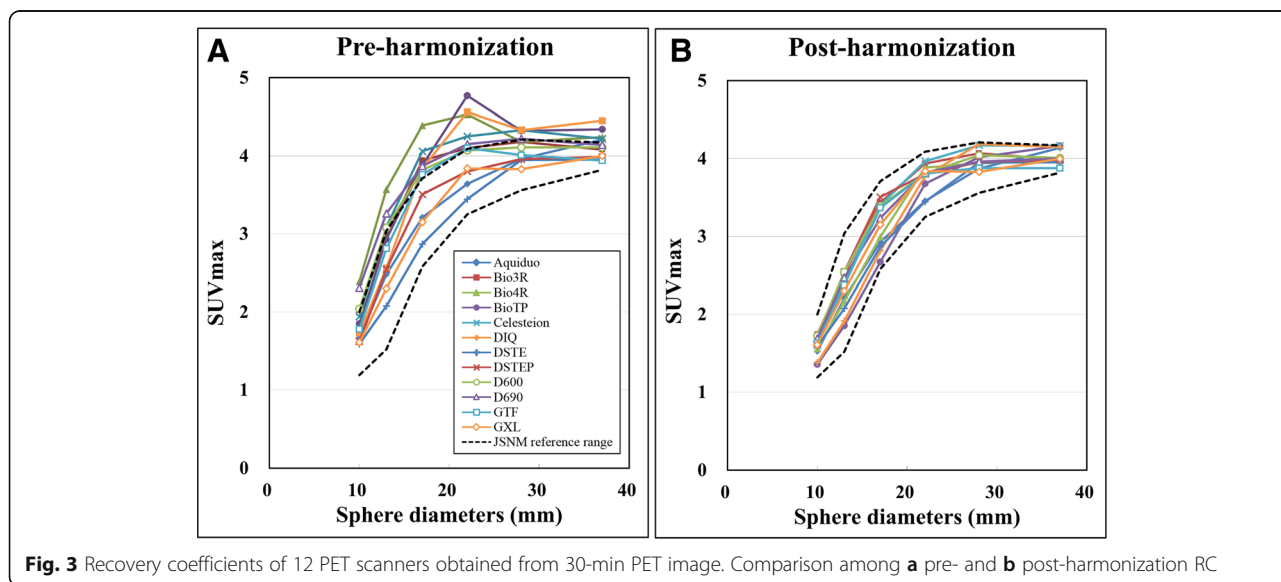 A
Pre-harmonization
SUVmax
5
4
3
2
1
0
0
10
20
30
40
Sphere diameters (mm)
Aquiduo
Bio3R
Bio4R
BioTP
Celesteion
DIQ
DSTE
DSTEP
D600
D690
GTF
GXL
JSNM reference range
B
Post-harmonization
SUVmax
5
4
3
2
1
0
0
10
20
30
40
Sphere diameters (mm)
Fig. 3 Recovery coefficients of 12 PET scanners obtained from 30-min PET image. Comparison among a pre- and b post-harmonization RC